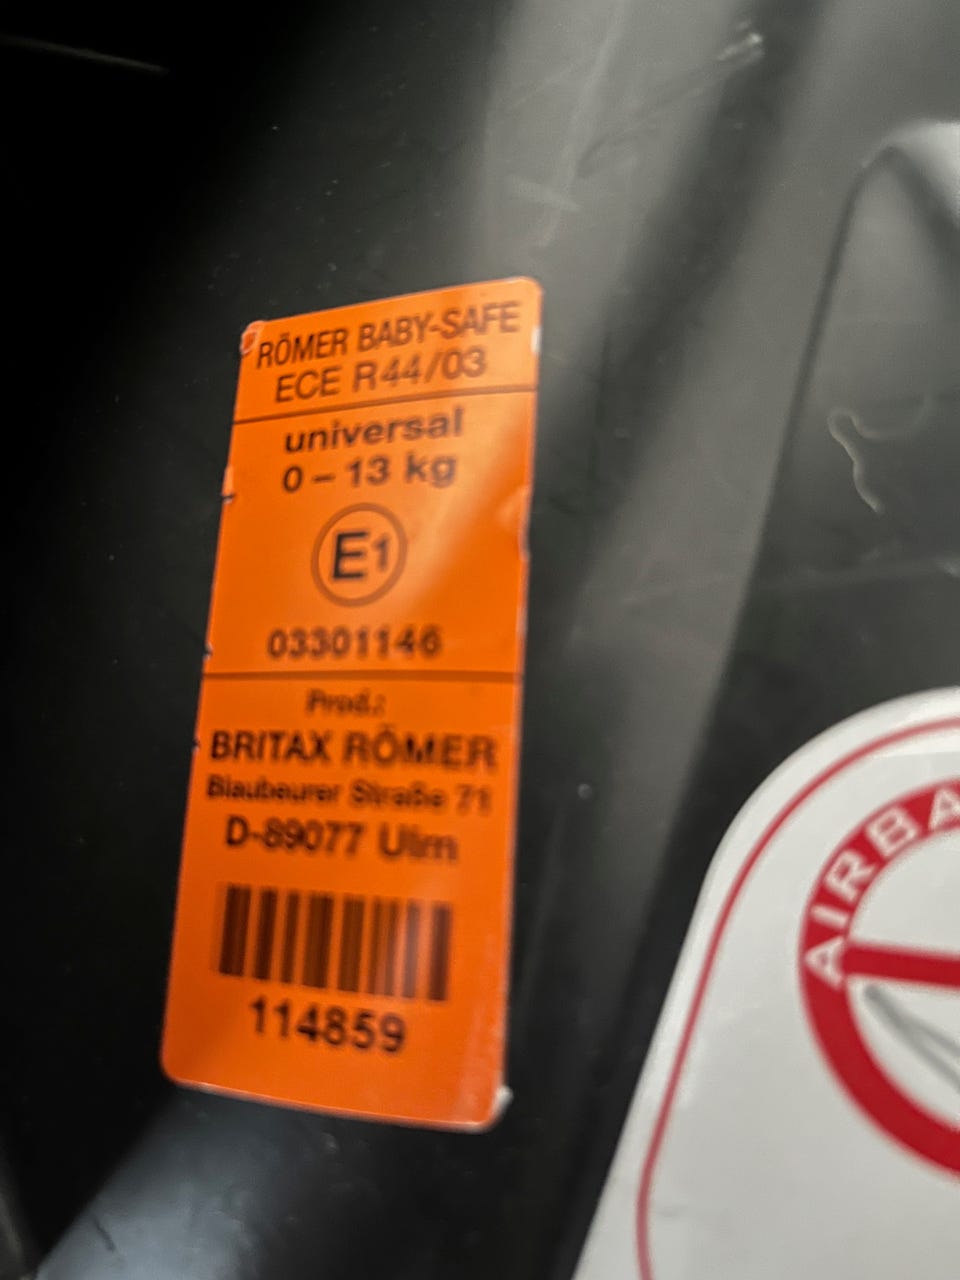 RÖMER BABY-SAFE
ECE R44/03
universal
0 – 13 kg
E1
03301146
Prod.:
BRITAX RÖMER
Blaubeurer Straße 71
D-89077 Ulm
114859
AIRBA